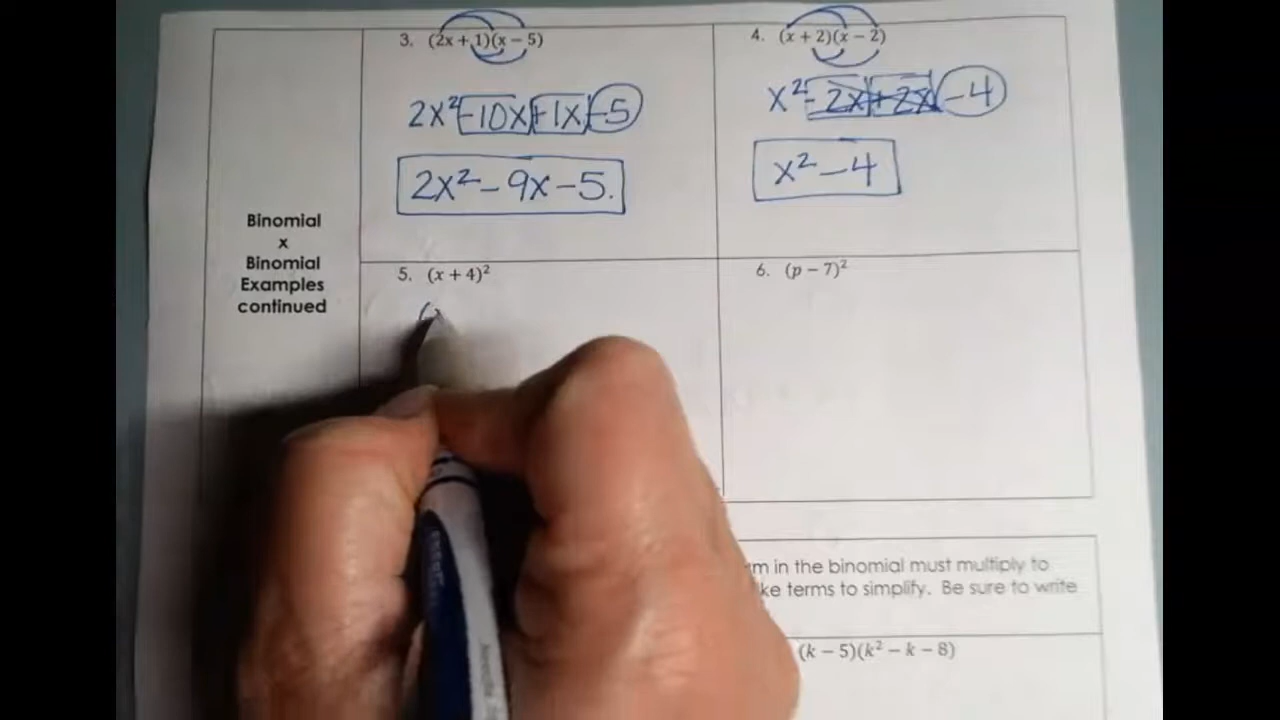 3. (2x + 1)(x − 5)
2x² -10x +1x -5
2x² - 9x - 5.
4. (x + 2)(x − 2)
x² - 2x + 2x - 4
x² - 4
Binomial
x
Binomial
Examples
continued
5. (x + 4)²
(x
6. (p − 7)²
in the binomial must multiply to
terms to simplify. Be sure to write
(k − 5)(k² − k − 8)